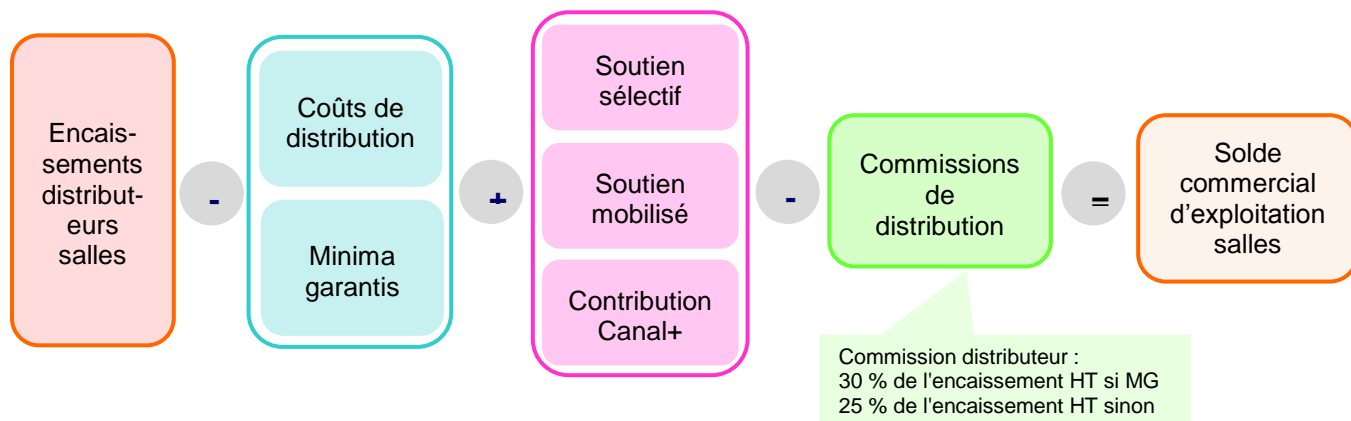 Encais-
sements
distribut-
eurs
salles
-
Coûts de
distribution
Minima
garantis
+
Soutien
sélectif
Soutien
mobilisé
Contribution
Canal+
-
Commissions
de
distribution
=
Solde
commercial
d’exploitation
salles
Commission distributeur :
30 % de l'encaissement HT si MG
25 % de l'encaissement HT sinon